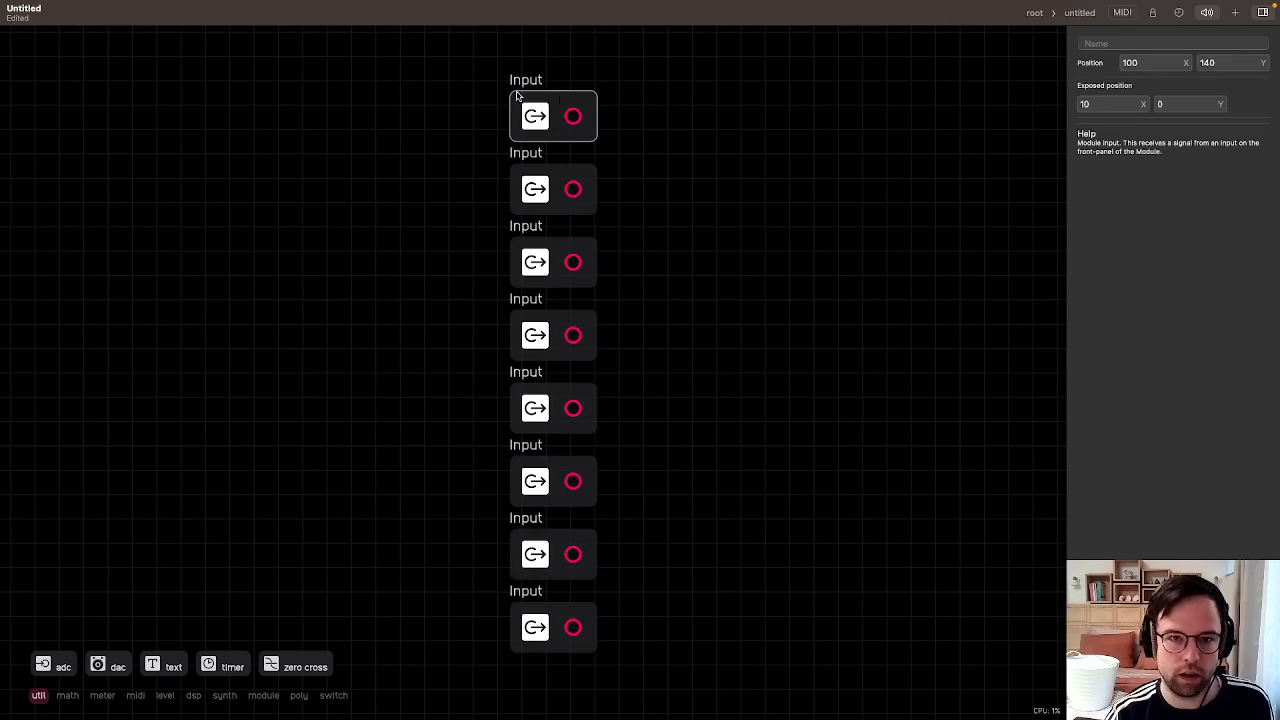 Untitled
Edited
root > untitled MIDI
Name
Position 100 X 140 Y
Exposed position
10 X 0 Y
Help
Module Input. This receives a signal from an input on the
front-panel of the Module.
Input
Input
Input
Input
Input
Input
Input
Input
adc dac T text timer zero cross
util math meter midi level dsp synth module poly switch
CPU: 1%